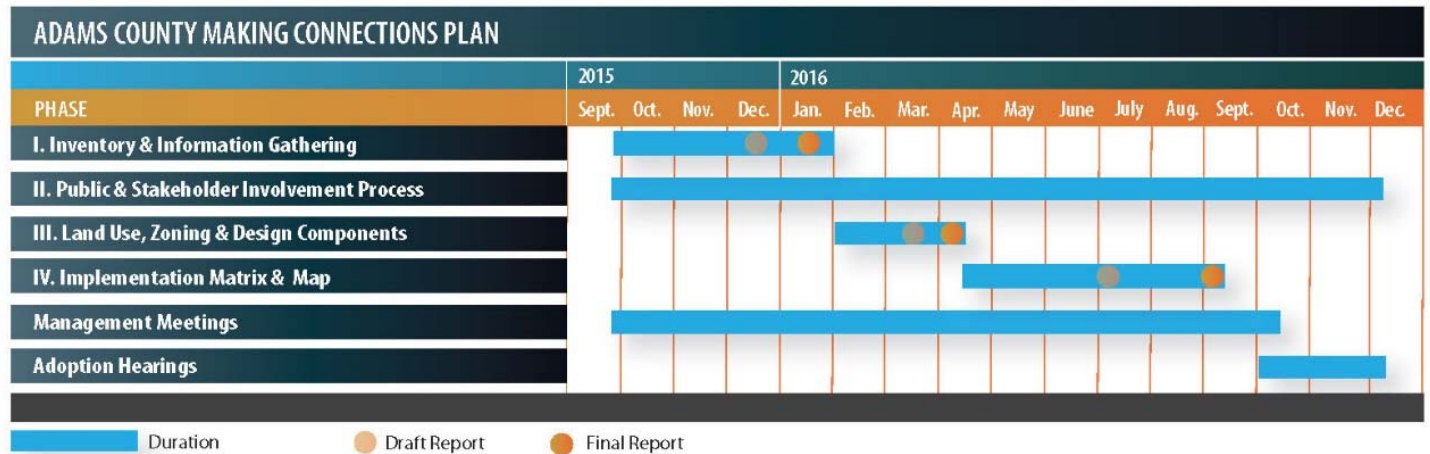 ADAMS COUNTY MAKING CONNECTIONS PLAN
2015 2016
PHASE Sept. Oct. Nov. Dec. Jan. Feb. Mar. Apr. May June July Aug. Sept. Oct. Nov. Dec.
I. Inventory & Information Gathering
II. Public & Stakeholder Involvement Process
III. Land Use, Zoning & Design Components
IV. Implementation Matrix & Map
Management Meetings
Adoption Hearings
Duration Draft Report Final Report